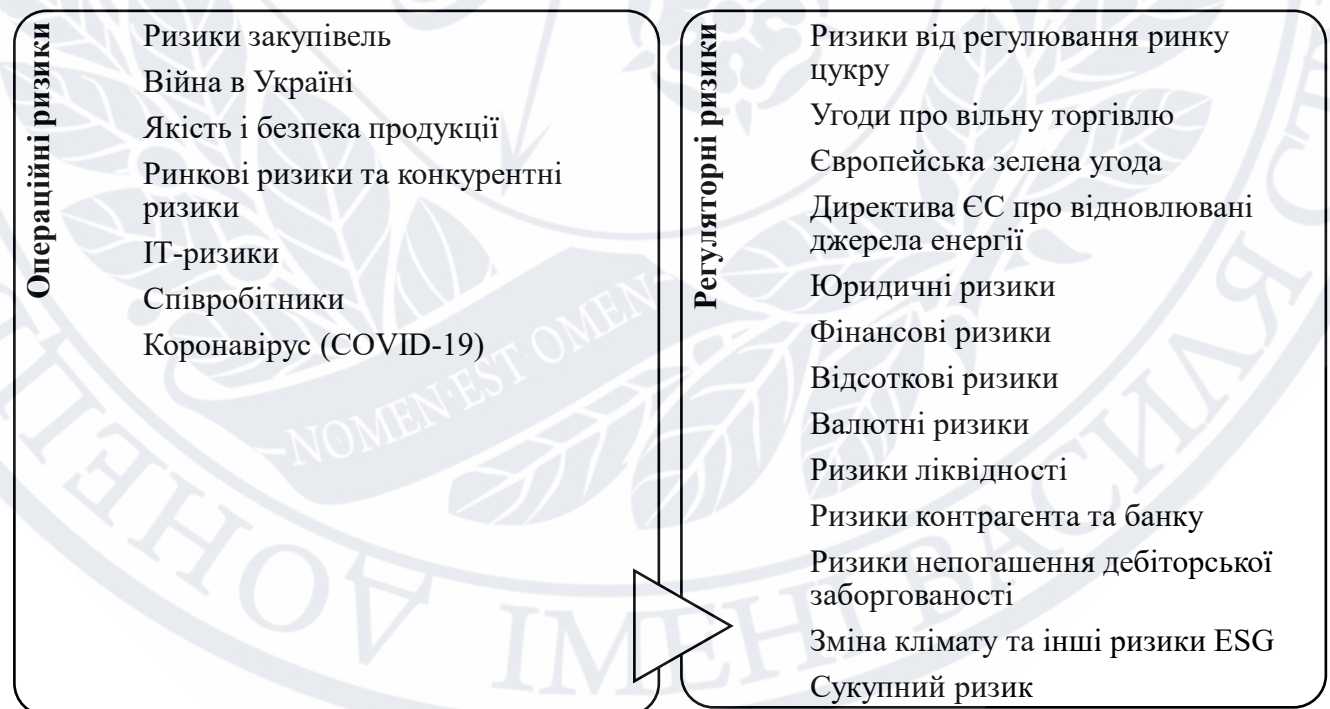 Операційні ризики
Ризики закупівель
Війна в Україні
Якість і безпека продукції
Ринкові ризики та конкурентні
ризики
ІТ-ризики
Співробітники
Коронавірус (COVID-19)
Регуляторні ризики
Ризики від регулювання ринку
цукру
Угоди про вільну торгівлю
Європейська зелена угода
Директива ЄС про відновлювані
джерела енергії
Юридичні ризики
Фінансові ризики
Відсоткові ризики
Валютні ризики
Ризики ліквідності
Ризики контрагента та банку
Ризики непогашення дебіторської
заборгованості
Зміна клімату та інші ризики ESG
Сукупний ризик
NOMEN EST OMEN
ІМЕНІ ВАСИЛЯ